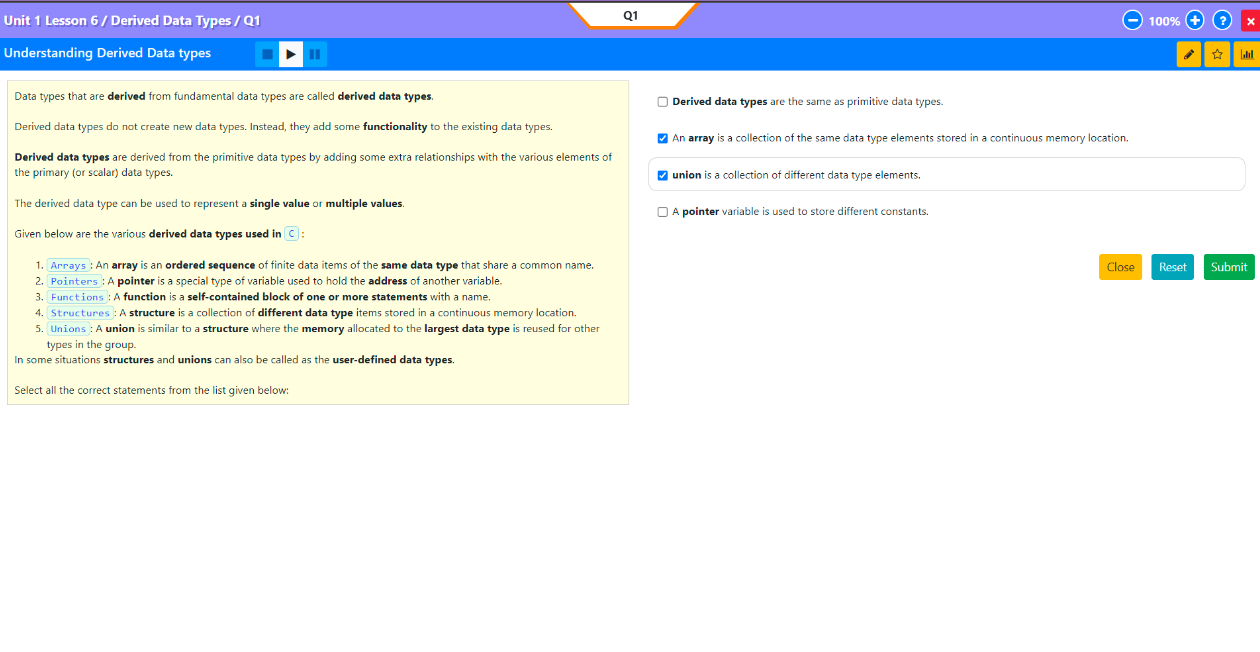 Unit 1 Lesson 6 / Derived Data Types / Q1
Q1
100%
?
×
Understanding Derived Data types
Data types that are derived from fundamental data types are called derived data types.
Derived data types do not create new data types. Instead, they add some functionality to the existing data types.
Derived data types are derived from the primitive data types by adding some extra relationships with the various elements of
the primary (or scalar) data types.
The derived data type can be used to represent a single value or multiple values.
Given below are the various derived data types used in C :
1. Arrays : An array is an ordered sequence of finite data items of the same data type that share a common name.
2. Pointers : A pointer is a special type of variable used to hold the address of another variable.
3. Functions : A function is a self-contained block of one or more statements with a name.
4. Structures : A structure is a collection of different data type items stored in a continuous memory location.
5. Unions : A union is similar to a structure where the memory allocated to the largest data type is reused for other
types in the group.
In some situations structures and unions can also be called as the user-defined data types.
Select all the correct statements from the list given below:
Derived data types are the same as primitive data types.
An array is a collection of the same data type elements stored in a continuous memory location.
union is a collection of different data type elements.
A pointer variable is used to store different constants.
Close
Reset
Submit